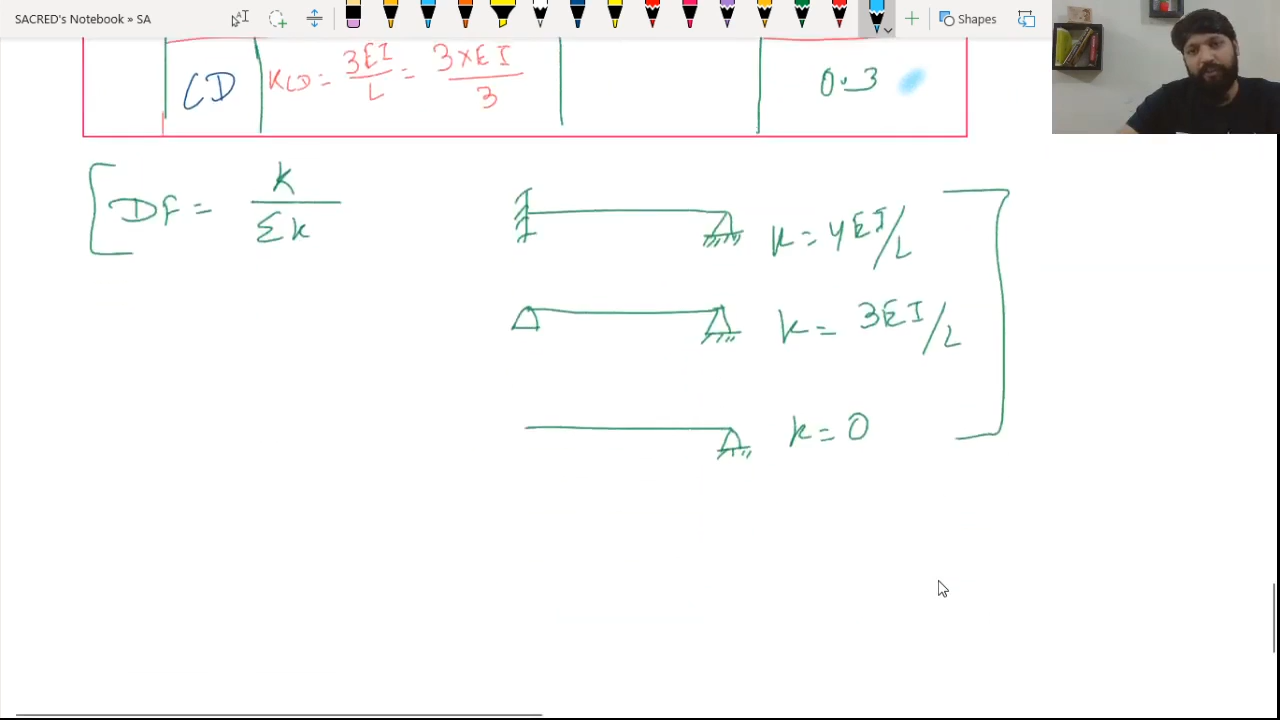 SACRED's Notebook » SA
Shapes
CD
KCD = 3EI/L = 3×EI/3
0.3
DF = K/Σk
K = 4EI/L
K = 3EI/L
K = 0